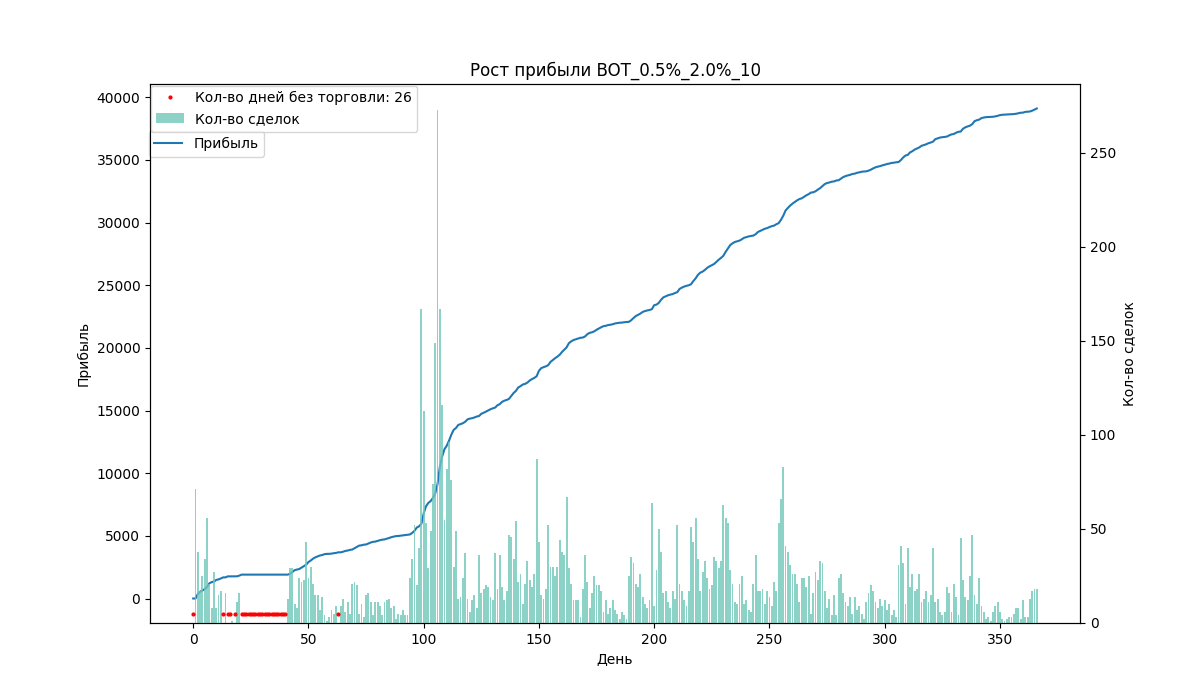 Рост прибыли BOT_0.5%_2.0%_10
Кол-во дней без торговли: 26
Кол-во сделок
Прибыль
40000
35000
30000
25000
20000
15000
10000
5000
0
Прибыль
250
200
150
100
50
0
Кол-во сделок
0 50 100 150 200 250 300 350
День